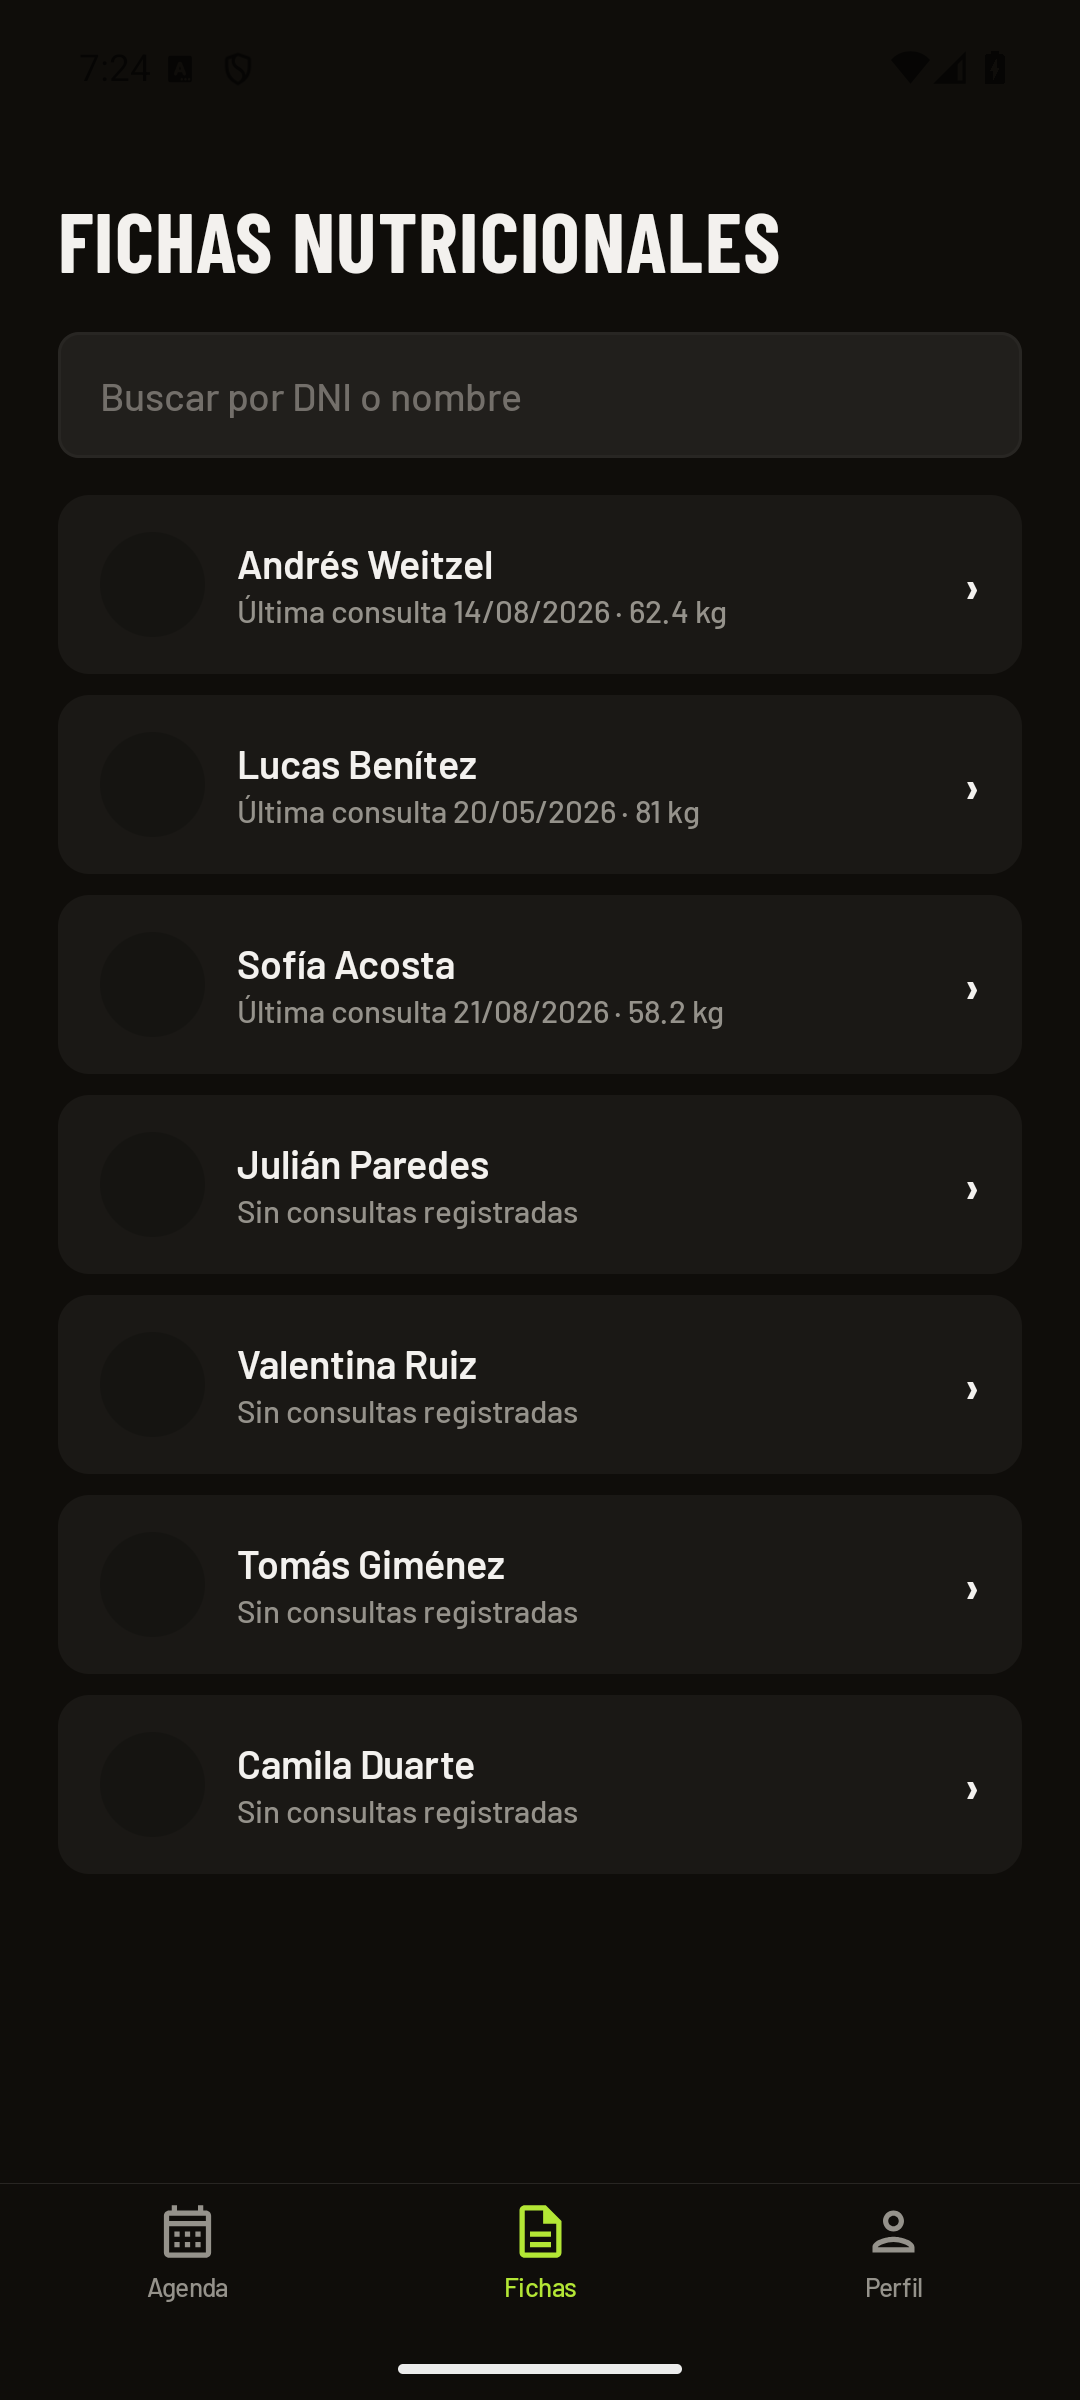 7:24
FICHAS NUTRICIONALES
Buscar por DNI o nombre
Andrés Weitzel
Última consulta 14/08/2026 · 62.4 kg
›
Lucas Benítez
Última consulta 20/05/2026 · 81 kg
›
Sofía Acosta
Última consulta 21/08/2026 · 58.2 kg
›
Julián Paredes
Sin consultas registradas
›
Valentina Ruiz
Sin consultas registradas
›
Tomás Giménez
Sin consultas registradas
›
Camila Duarte
Sin consultas registradas
›
Agenda
Fichas
Perfil